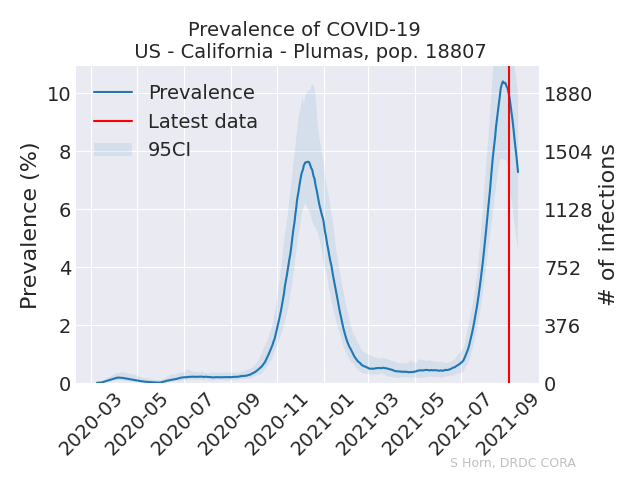 Prevalence of COVID-19
US - California - Plumas, pop. 18807
Prevalence
Latest data
95CI
Prevalence (%)
10
8
6
4
2
0
1880
1504
1128
752
376
0
# of infections
2020-03
2020-05
2020-07
2020-09
2020-11
2021-01
2021-03
2021-05
2021-07
2021-09
S Horn, DRDC CORA